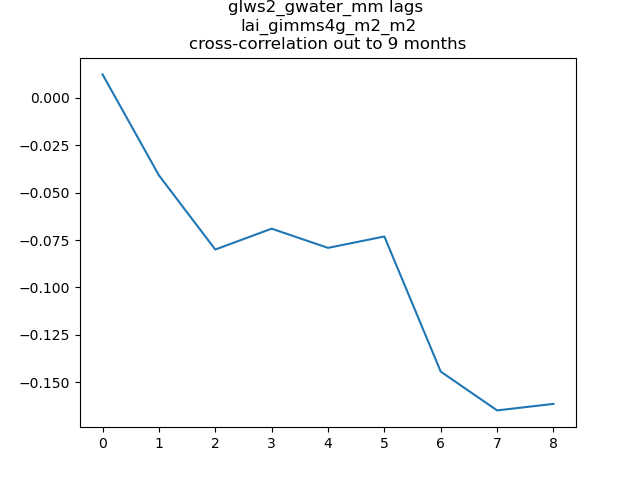 glws2_gwater_mm lags
lai_gimms4g_m2_m2
cross-correlation out to 9 months
0.000
−0.025
−0.050
−0.075
−0.100
−0.125
−0.150
0 1 2 3 4 5 6 7 8